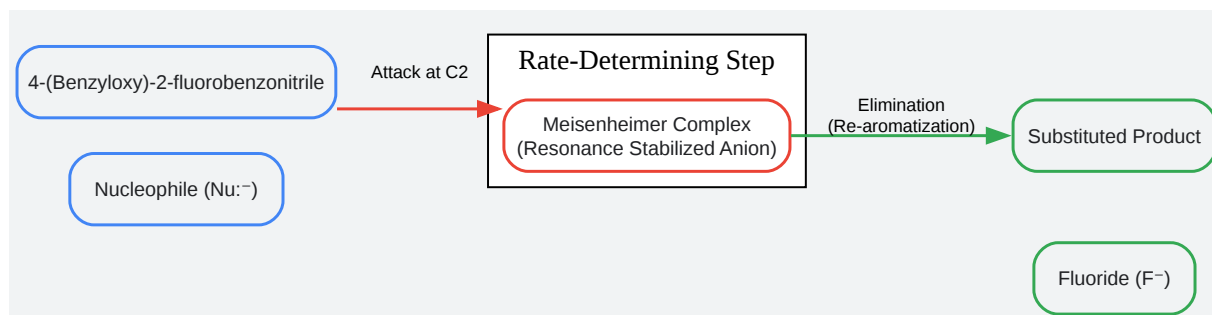 4-(Benzyloxy)-2-fluorobenzonitrile
Nucleophile (Nu:⁻)
Attack at C2
Rate-Determining Step
Meisenheimer Complex
(Resonance Stabilized Anion)
Elimination
(Re-aromatization)
Substituted Product
Fluoride (F⁻)